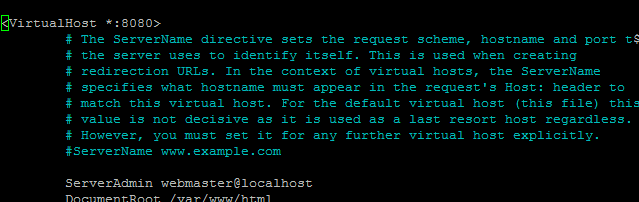 <VirtualHost *:8080>
# The ServerName directive sets the request scheme, hostname and port t$
# the server uses to identify itself. This is used when creating
# redirection URLs. In the context of virtual hosts, the ServerName
# specifies what hostname must appear in the request's Host: header to
# match this virtual host. For the default virtual host (this file) this
# value is not decisive as it is used as a last resort host regardless.
# However, you must set it for any further virtual host explicitly.
#ServerName www.example.com
ServerAdmin webmaster@localhost
DocumentRoot /var/www/html